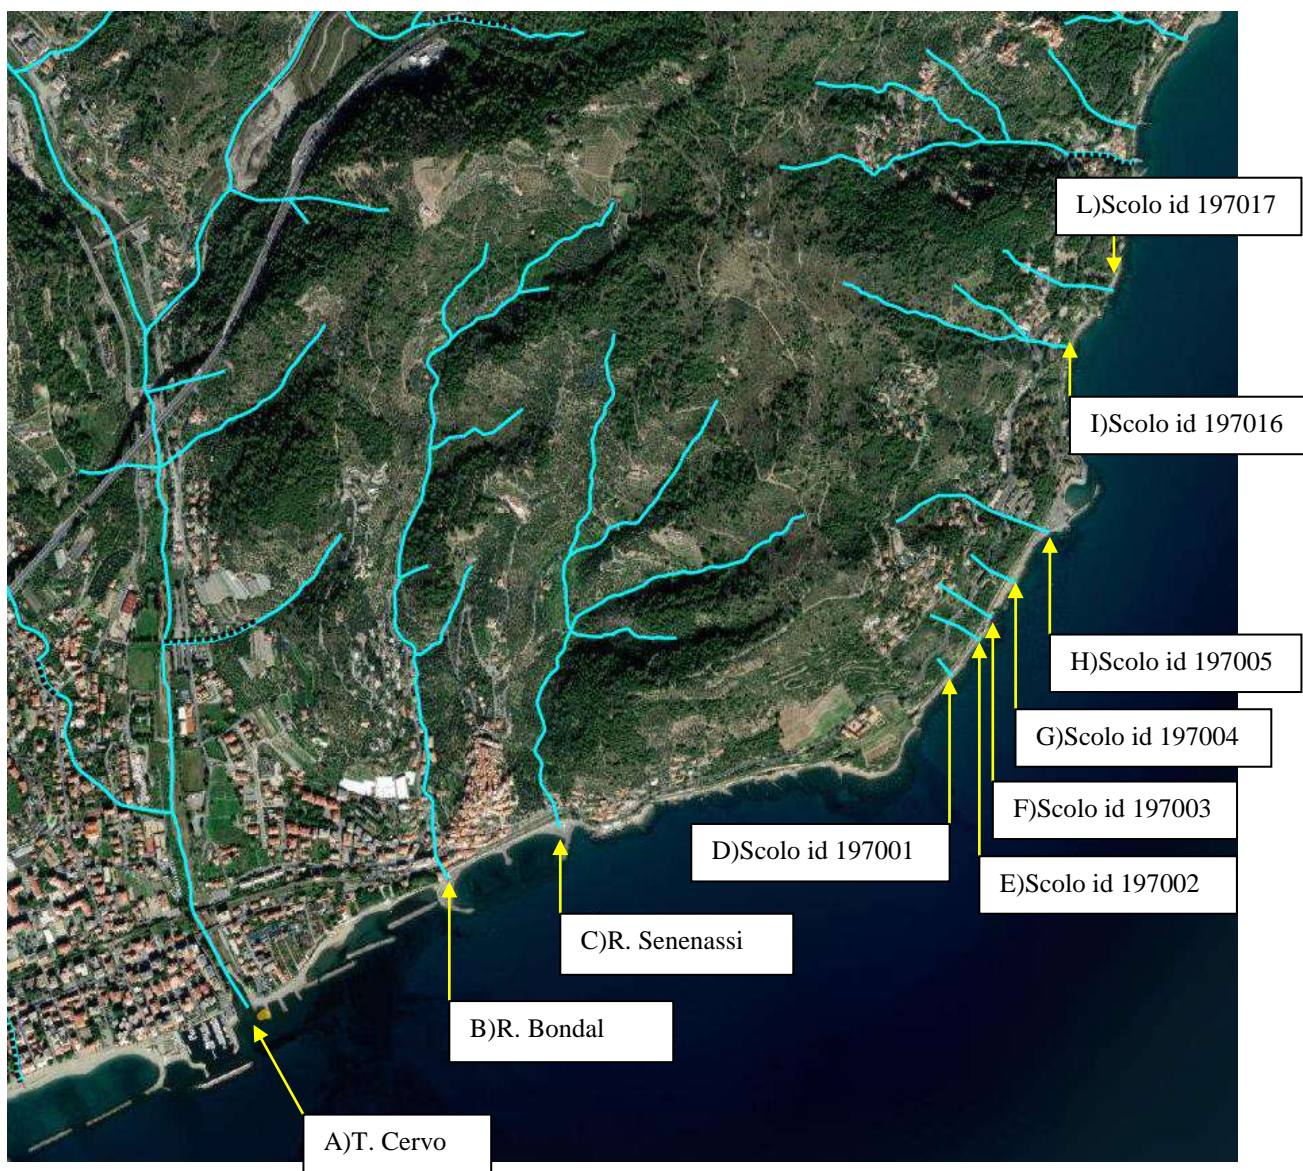 L)Scolo id 197017
I)Scolo id 197016
H)Scolo id 197005
G)Scolo id 197004
F)Scolo id 197003
D)Scolo id 197001
E)Scolo id 197002
C)R. Senenassi
B)R. Bondal
A)T. Cervo